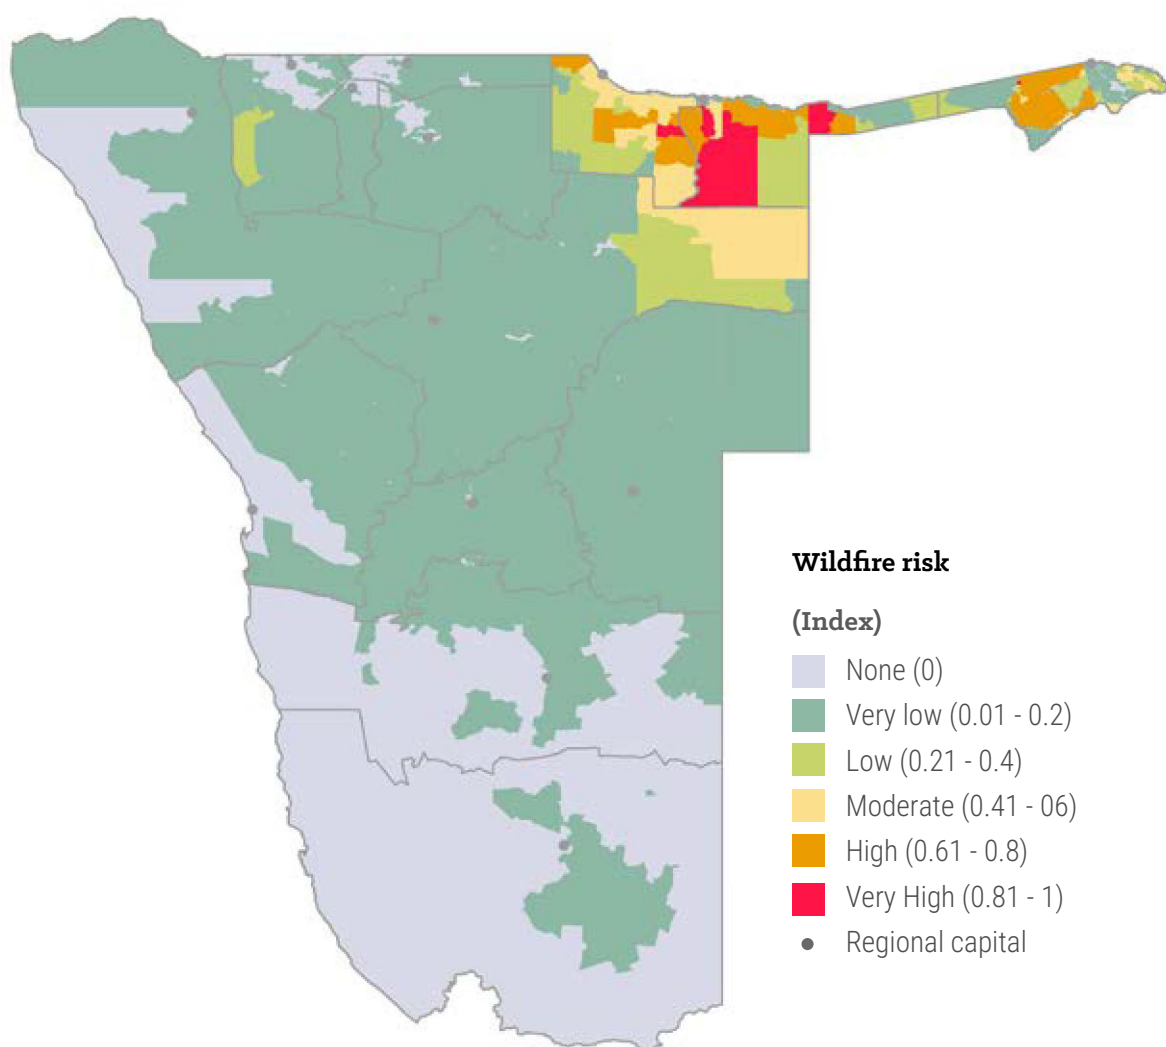 Wildfire risk
(Index)
None (0)
Very low (0.01 - 0.2)
Low (0.21 - 0.4)
Moderate (0.41 - 06)
High (0.61 - 0.8)
Very High (0.81 - 1)
Regional capital